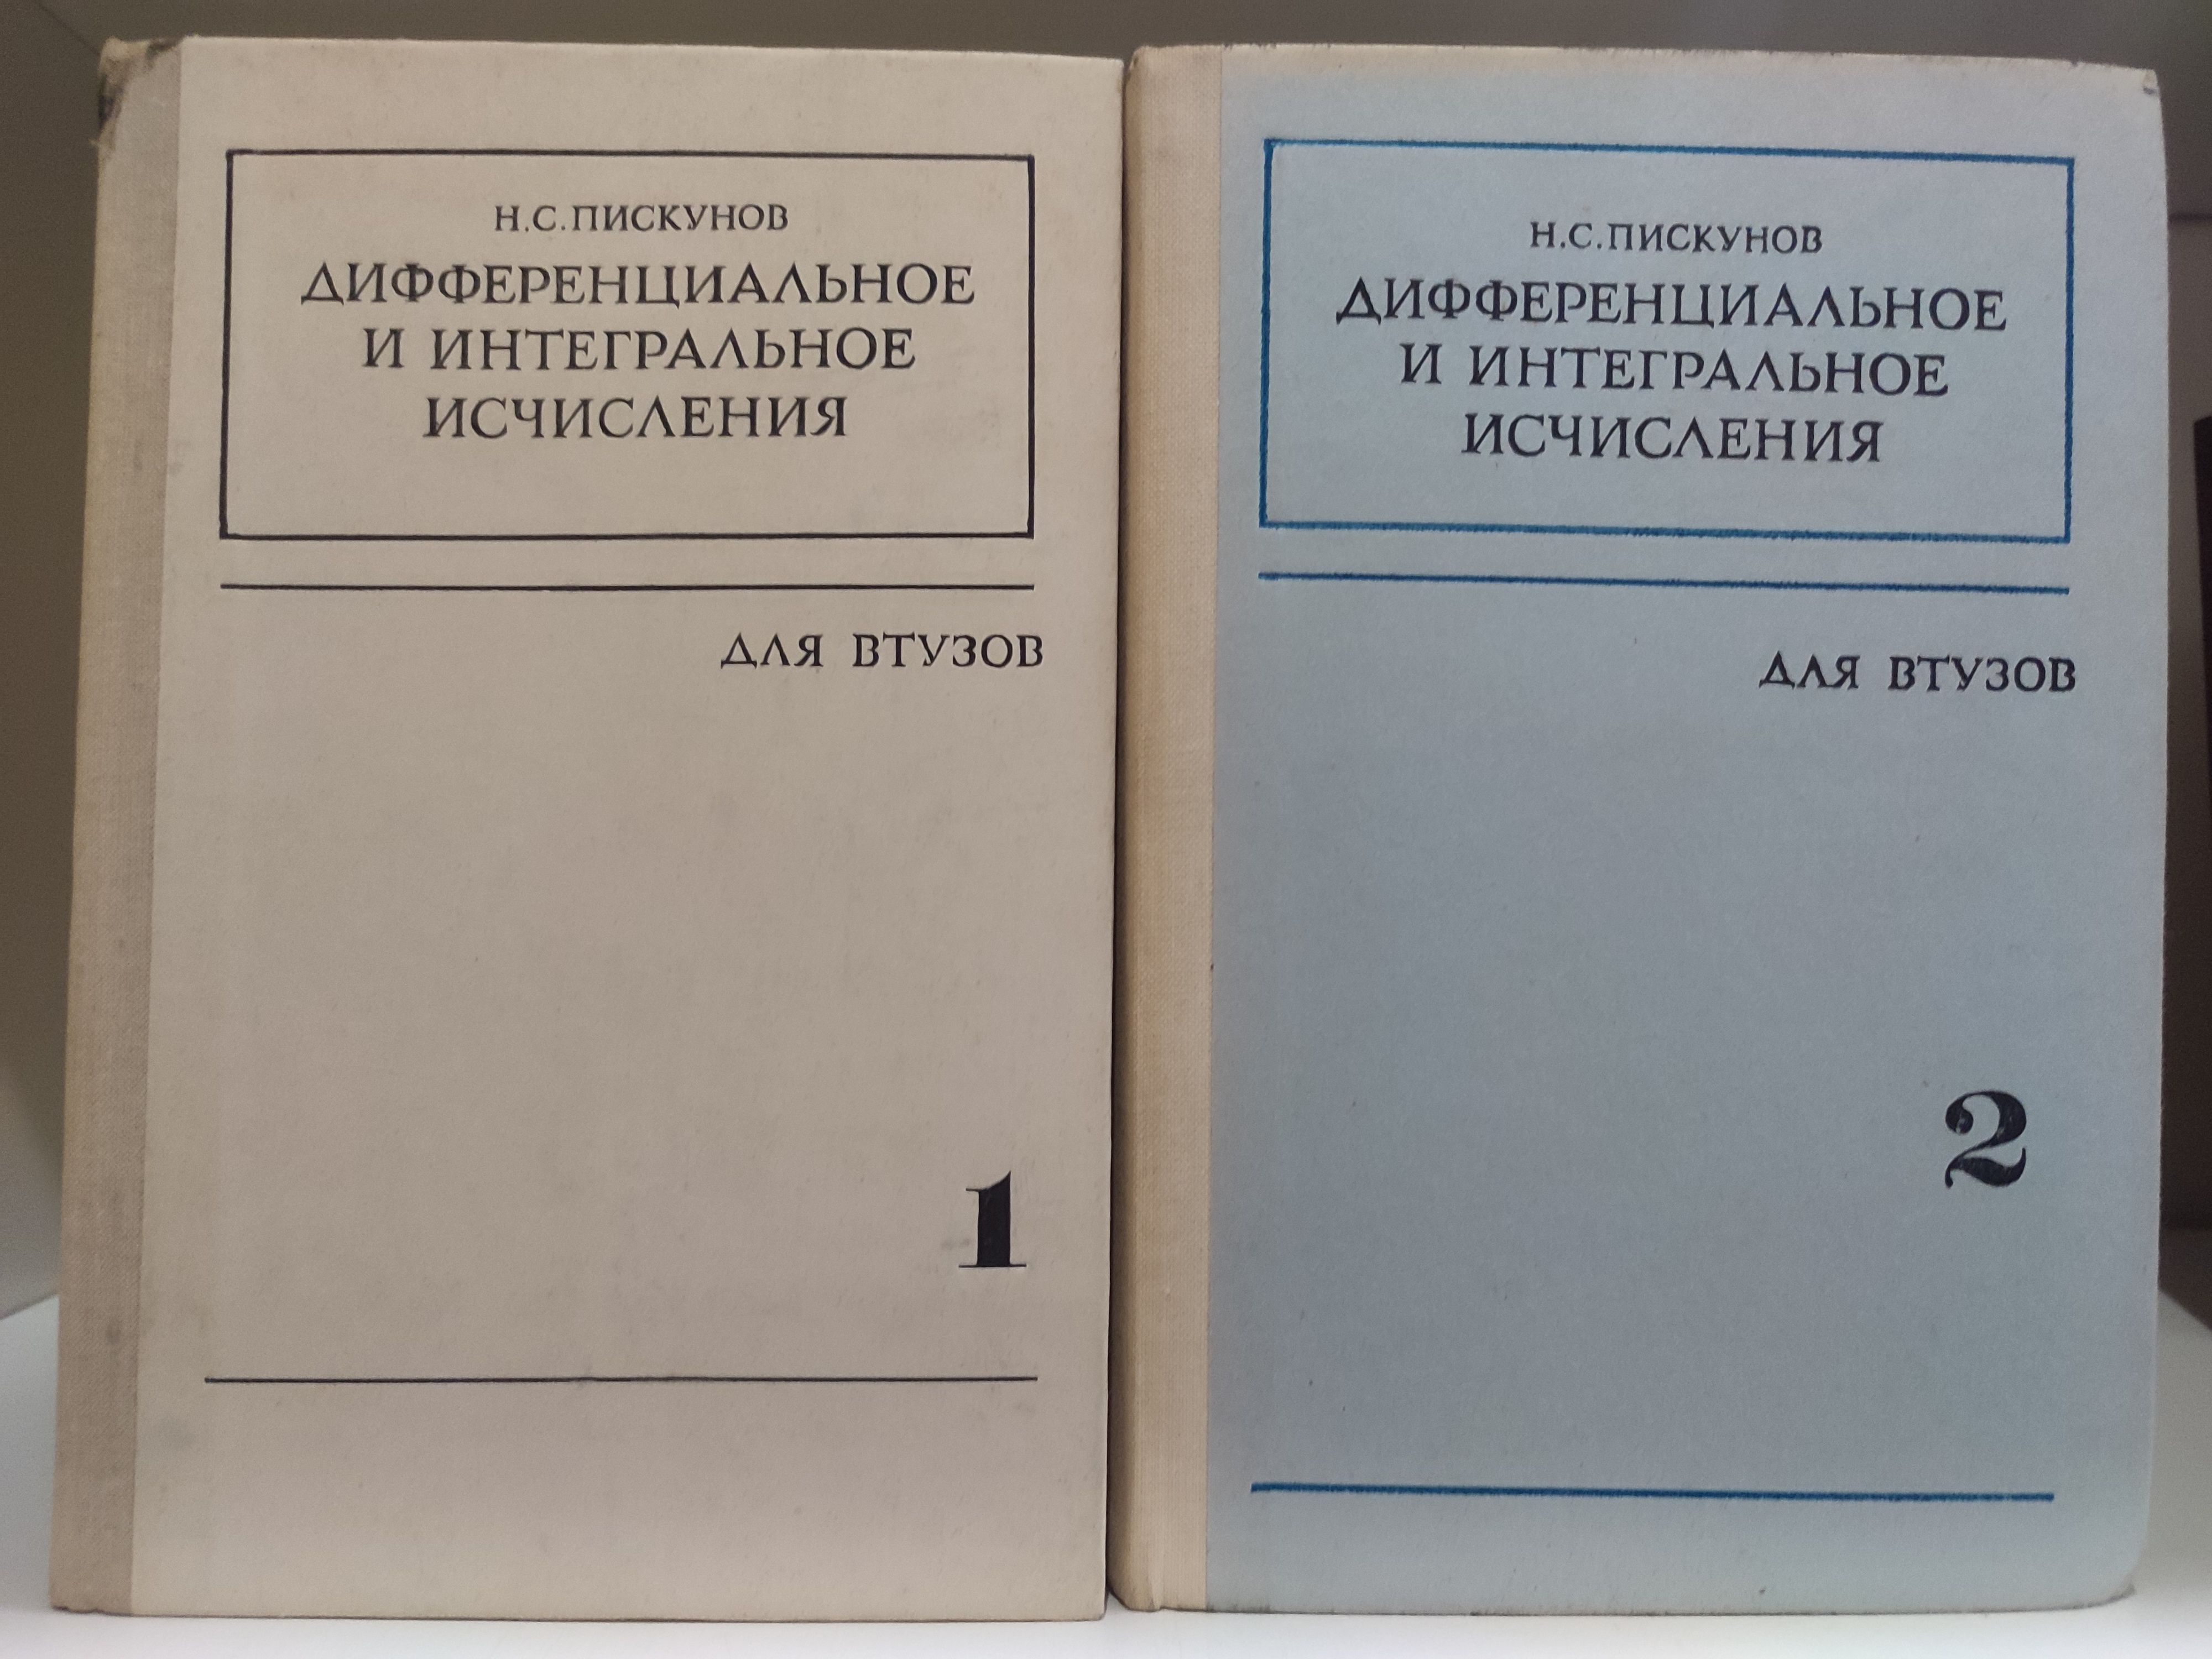 Н.С.ПИСКУНОВ
ДИФФЕРЕНЦИАЛЬНОЕ
И ИНТЕГРАЛЬНОЕ
ИСЧИСЛЕНИЯ
ДЛЯ ВТУЗОВ
1
Н.С.ПИСКУНОВ
ДИФФЕРЕНЦИАЛЬНОЕ
И ИНТЕГРАЛЬНОЕ
ИСЧИСЛЕНИЯ
ДЛЯ ВТУЗОВ
2